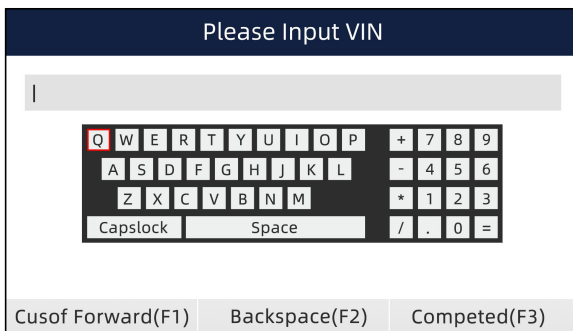 Please Input VIN
|
Q W E R T Y U I O P + 7 8 9
A S D F G H J K L - 4 5 6
Z X C V B N M * 1 2 3
Capslock Space / . 0 =
Cusof Forward(F1) Backspace(F2) Competed(F3)